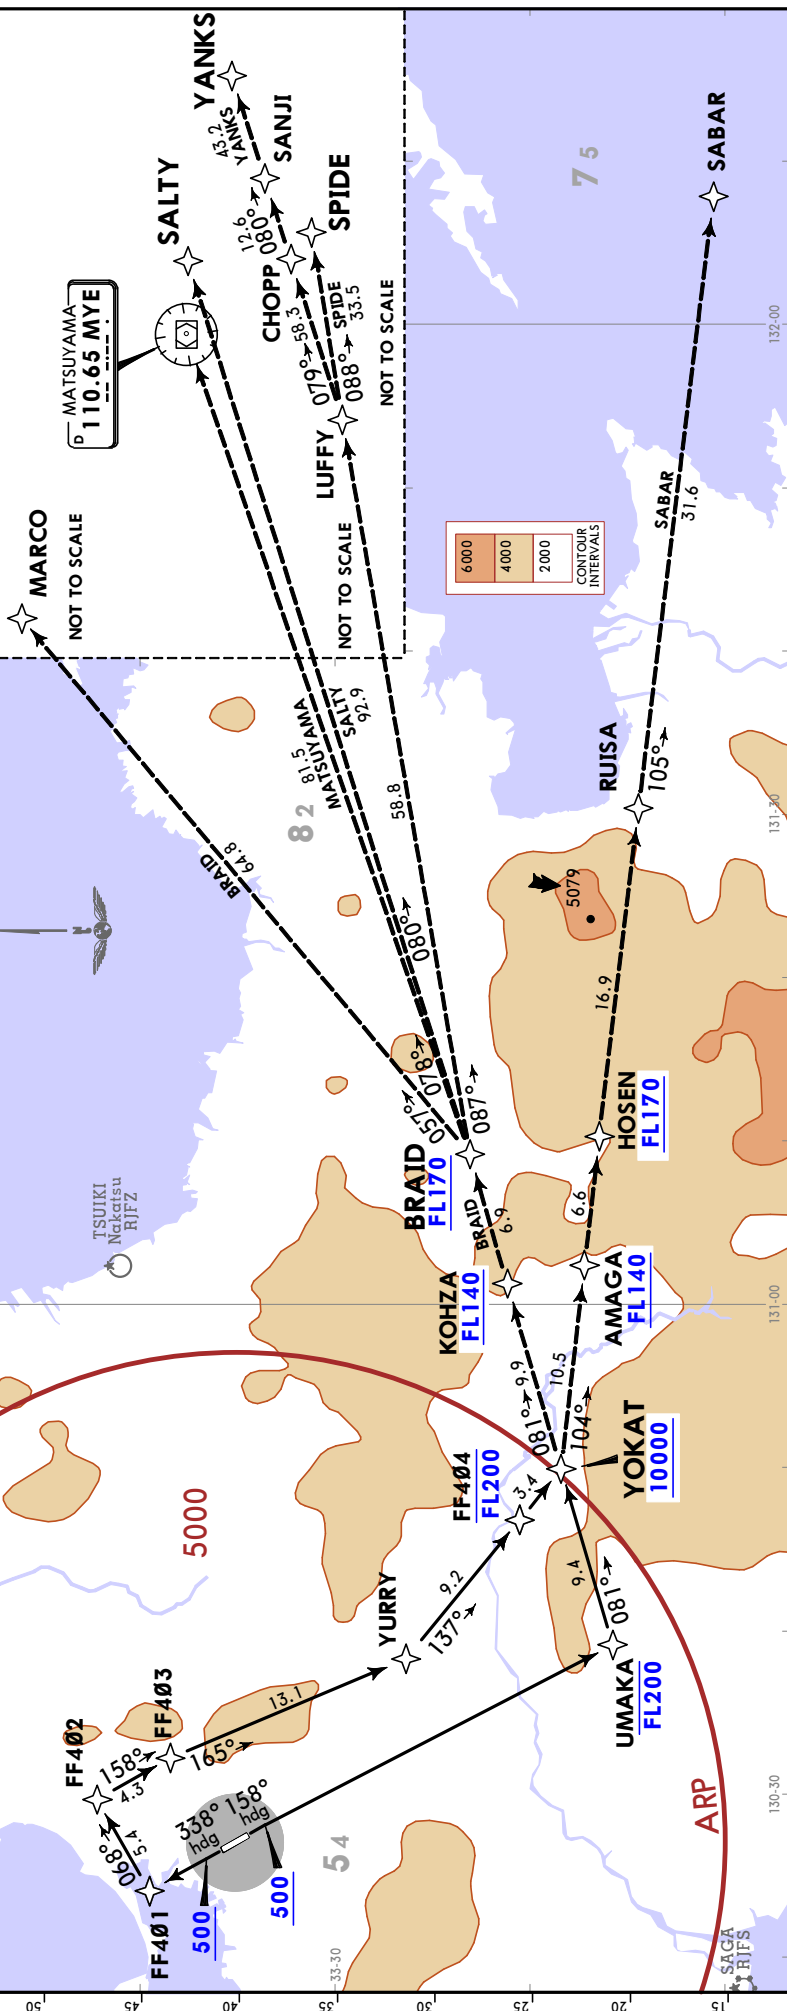 YANKS
43.2
YANKS
SANJI
12.6
080°
SALTY
SPIDE
CHOPP
58.3
079°
SPIDE
33.5
088°
NOT TO SCALE
LUFFY
D
MATSUYAMA
110.65 MYE
MARCO
NOT TO SCALE
NOT TO SCALE
7 5
SABAR
132-00
6000
4000
2000
CONTOUR
INTERVALS
SABAR
31.6
81.5
MATSUYAMA
SALTY
92.9
8 2
58.8
BRAID
64.8
RUISA
105°
131-30
5079
N
080°
078°
057°
087°
16.9
BRAID
FL170
HOSEN
FL170
TSUIKI
Nakatsu
RJFZ
BRAID
6.9
6.6
KOHZA
FL140
AMAGA
FL140
131-00
9.9
081°
10.5
104°
YOKAT
10000
FF4Ø4
FL200
3.4
5000
9.2
137°
YURRY
9.4
081°
UMAKA
FL200
FF4Ø2
FF4Ø3
158°
4.3
13.1
165°
068°
5.4
338°
hdg
158°
hdg
FF4Ø1
500
500
5 4
ARP
130-30
33-30
SAGA
RJFS
50
45
40
35
30
25
20
15